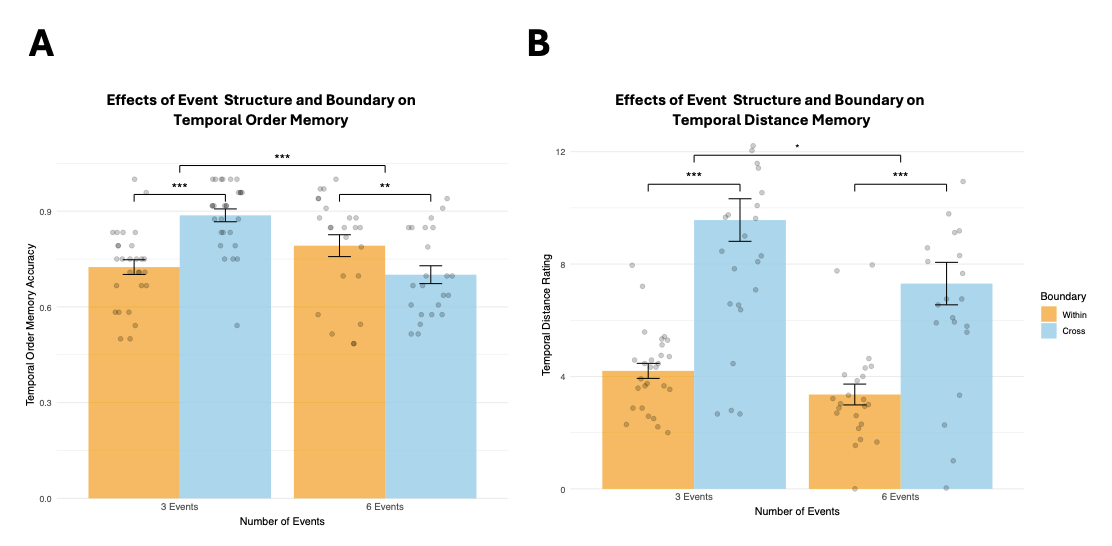 A
B
Effects of Event Structure and Boundary on
Temporal Order Memory
Effects of Event Structure and Boundary on
Temporal Distance Memory
***
***
**
0.9
0.6
0.3
0.0
Temporal Order Memory Accuracy
3 Events
6 Events
Number of Events
*
***
***
12
8
4
0
Temporal Distance Rating
3 Events
6 Events
Number of Events
Boundary
Within
Cross